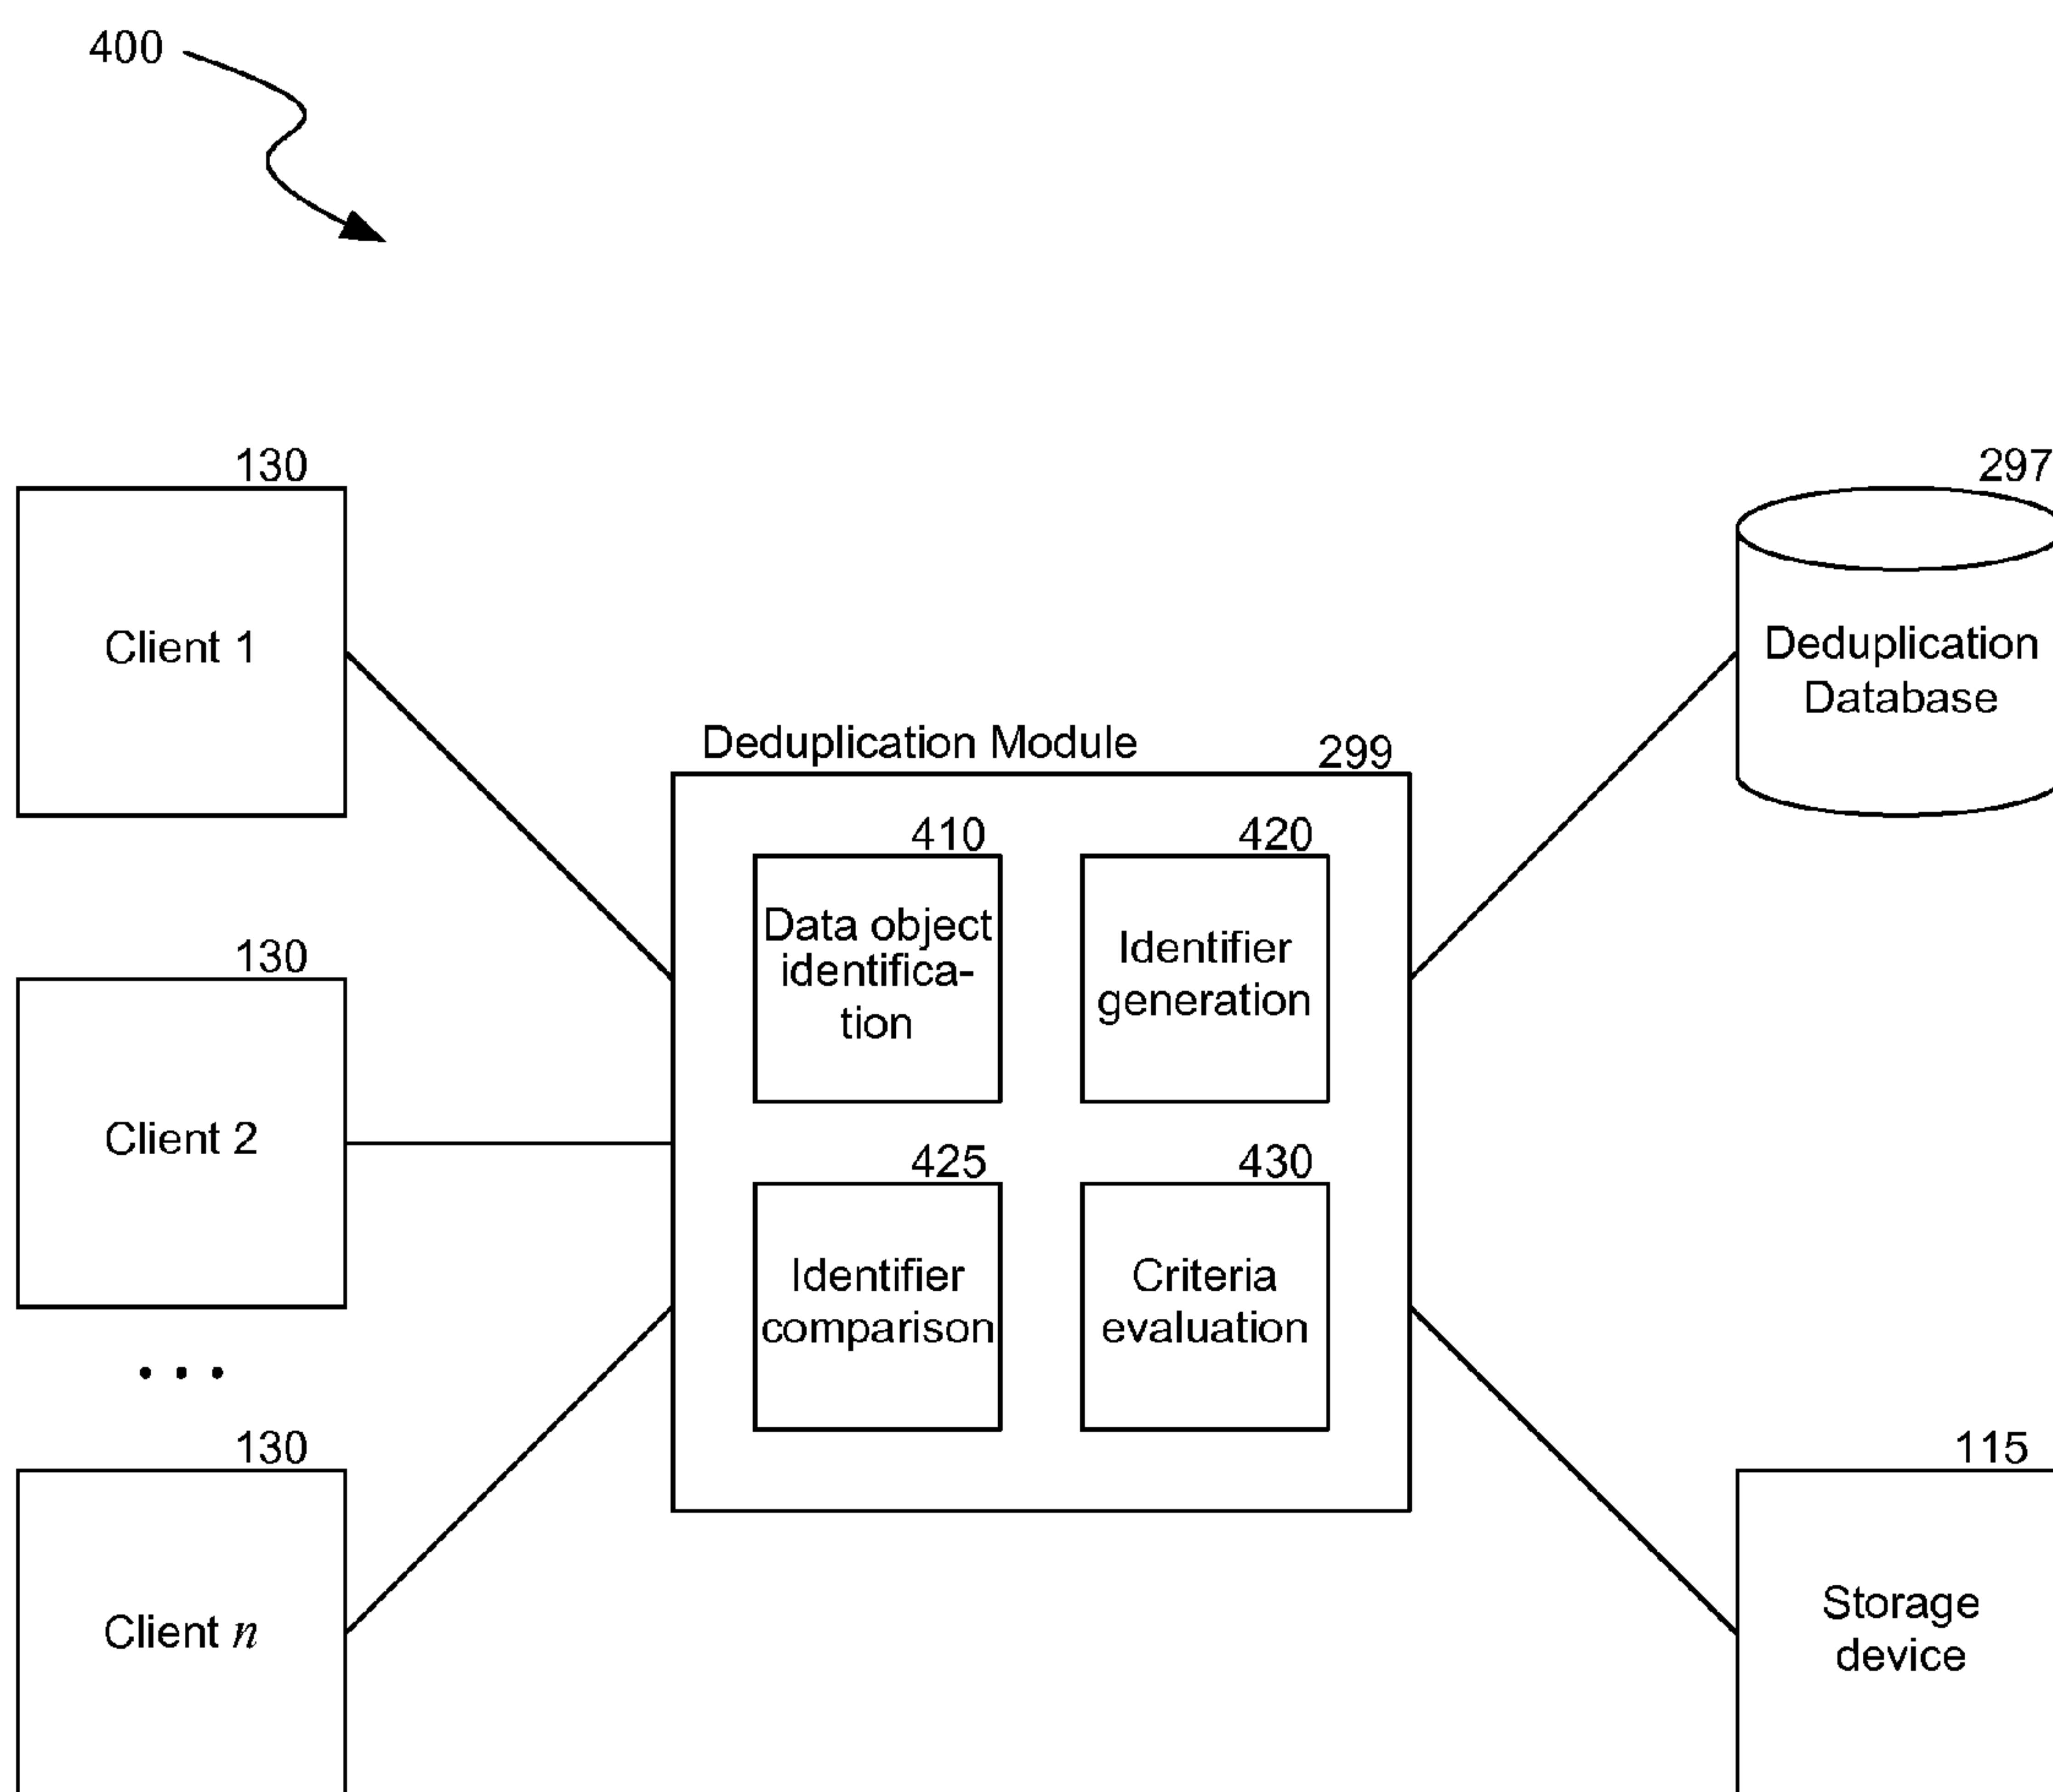 400
130
Client 1
130
Client 2
...
130
Client n
Deduplication Module
299
410
Data object
identifica-
tion
420
Identifier
generation
425
Identifier
comparison
430
Criteria
evaluation
297
Deduplication
Database
115
Storage
device